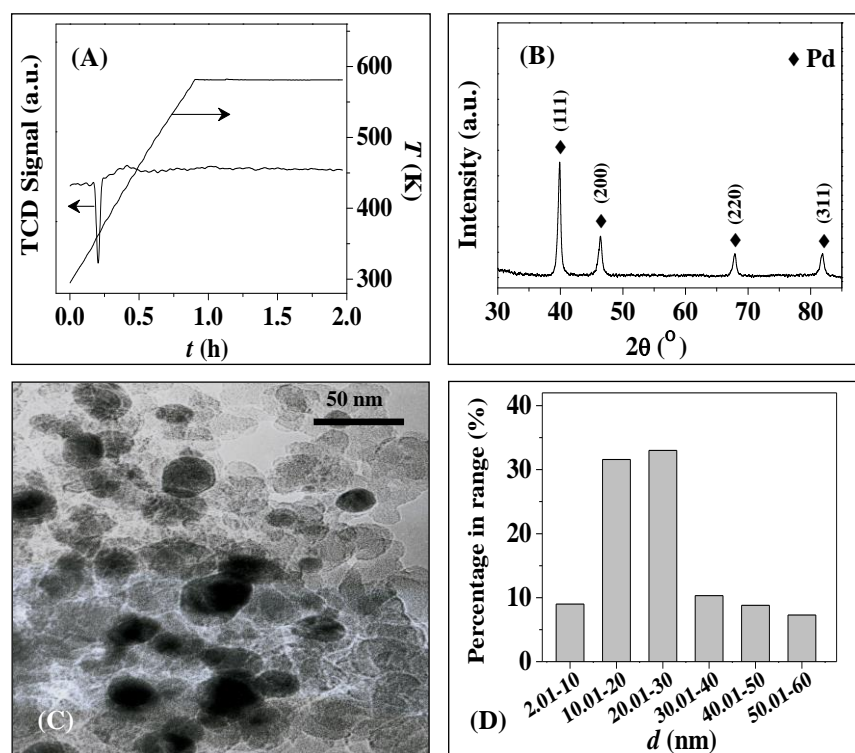 (A)
TCD Signal (a.u.)
600
550
500
450
400
350
300
T (K)
0.0 0.5 1.0 1.5 2.0
t (h)
(B)
♦ Pd
Intensity (a.u.)
(111)
(200)
(220)
(311)
30 40 50 60 70 80
2θ (°)
50 nm
(C)
Percentage in range (%)
40
30
20
10
0
2.01-10 10.01-20 20.01-30 30.01-40 40.01-50 50.01-60
(D)
d (nm)